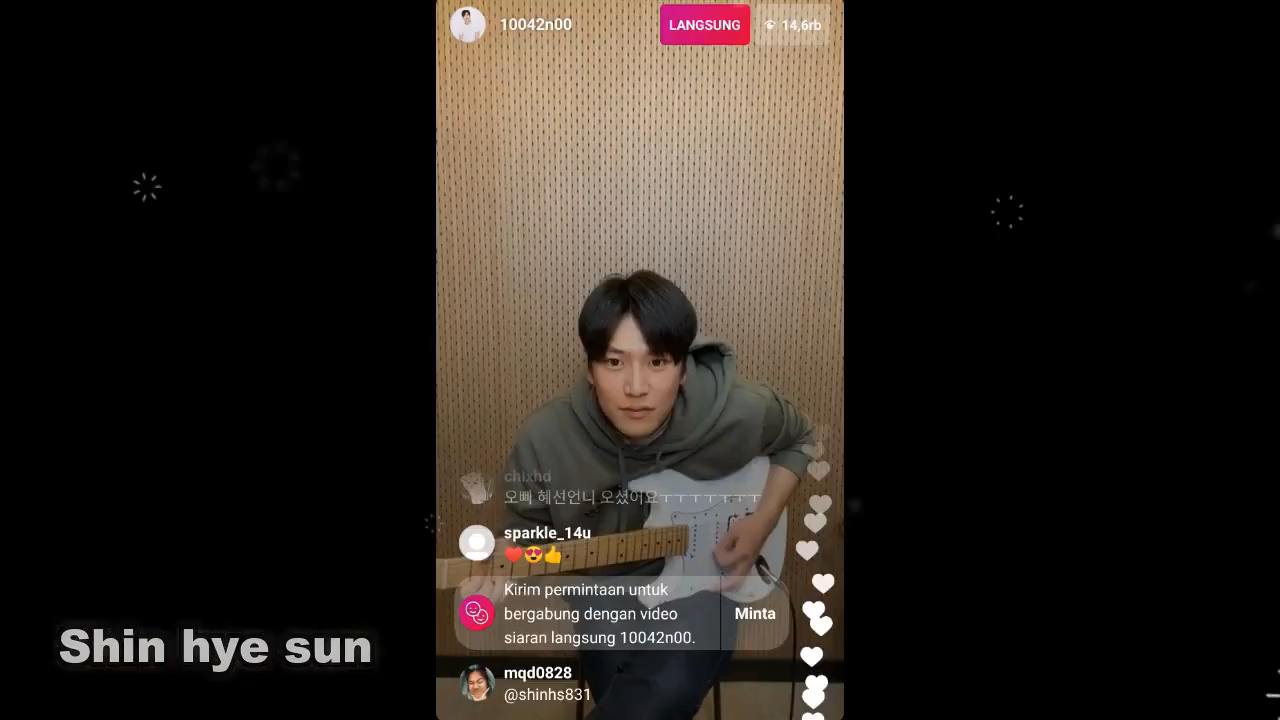 10042n00
LANGSUNG
14,6rb
chixhd
오빠 혜선언니 오셨어요ㅜㅜㅜㅜㅜㅜㅜ
sparkle_14u
Kirim permintaan untuk
bergabung dengan video
siaran langsung 10042n00.
Minta
Shin hye sun
mqd0828
@shinhs831